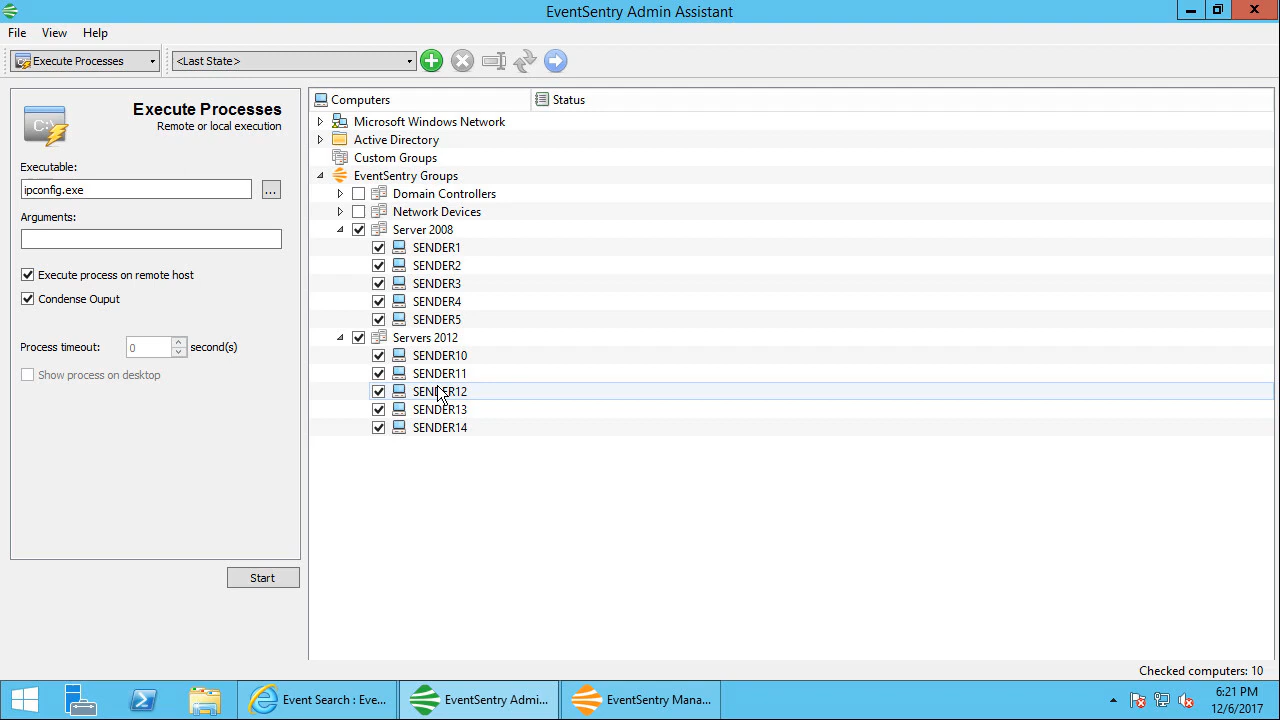 EventSentry Admin Assistant
File View Help
Execute Processes <Last State>
Execute Processes
Remote or local execution
C:\
Executable:
ipconfig.exe ...
Arguments:
Execute process on remote host
Condense Ouput
Process timeout: 0 second(s)
Show process on desktop
Start
Computers Status
Microsoft Windows Network
Active Directory
Custom Groups
EventSentry Groups
Domain Controllers
Network Devices
Server 2008
SENDER1
SENDER2
SENDER3
SENDER4
SENDER5
Servers 2012
SENDER10
SENDER11
SENDER12
SENDER13
SENDER14
Checked computers: 10
Event Search : Eve... EventSentry Admi... EventSentry Mana... 6:21 PM
12/6/2017